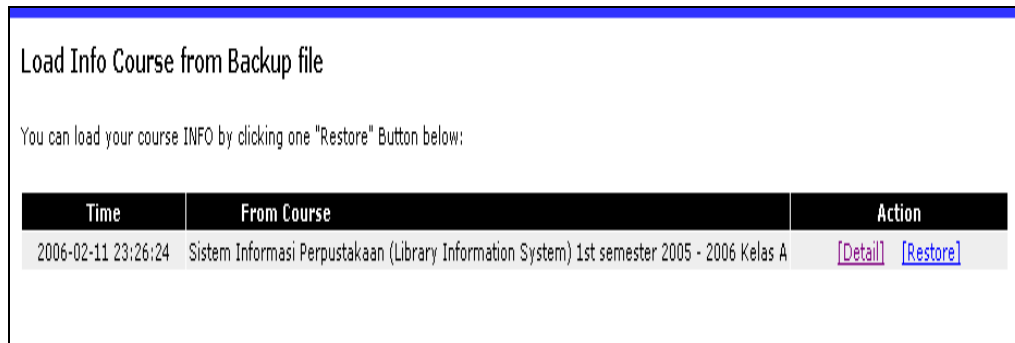 Load Info Course from Backup file
You can load your course INFO by clicking one "Restore" Button below:
Time From Course Action
2006-02-11 23:26:24 Sistem Informasi Perpustakaan (Library Information System) 1st semester 2005 - 2006 Kelas A [Detail] [Restore]